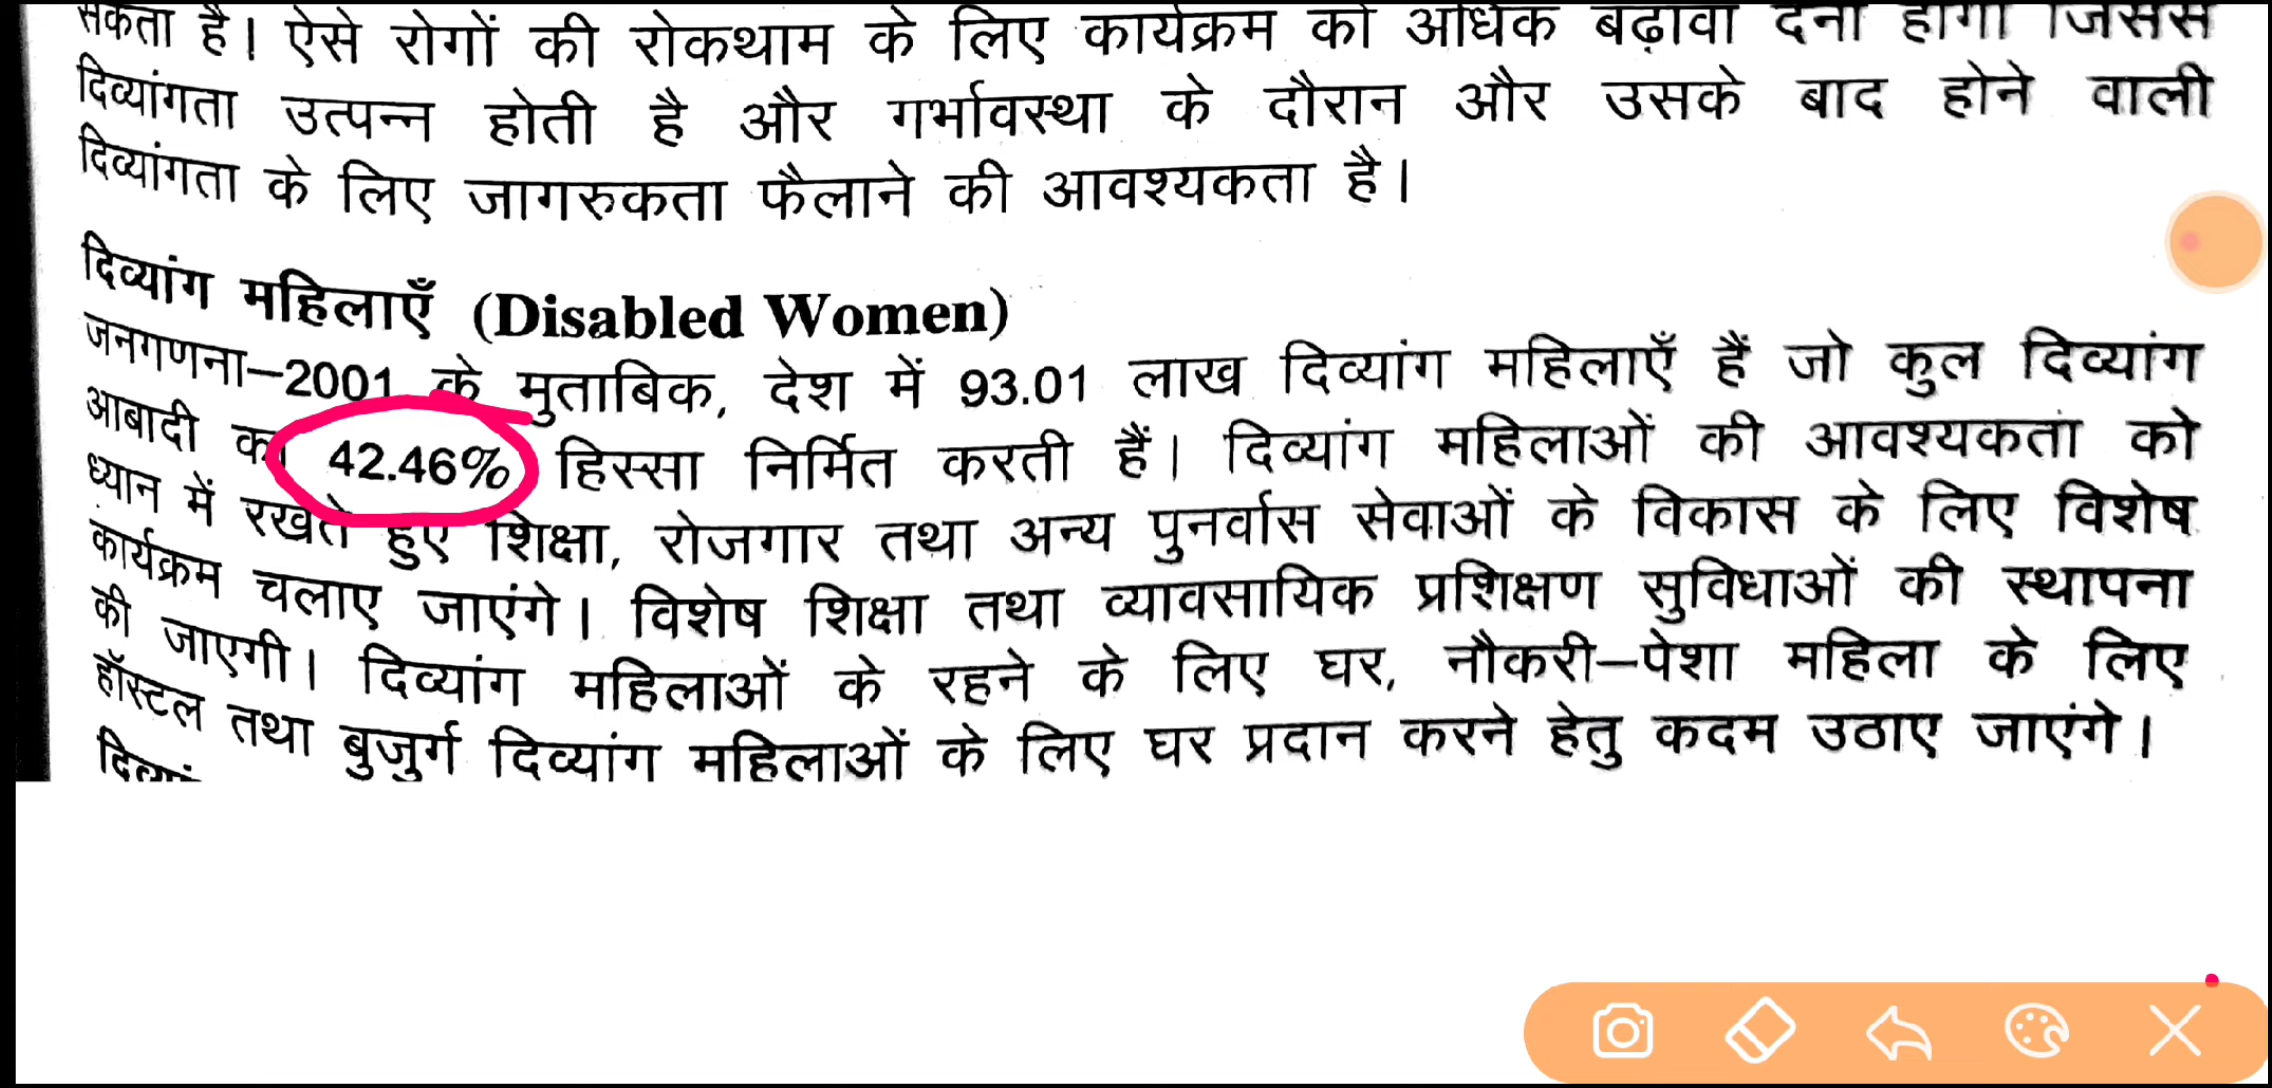 सकता है। ऐसे रोगों की रोकथाम के लिए कार्यक्रम को अधिक बढ़ावा देना होगा जिससे
दिव्यांगता उत्पन्न होती है और गर्भावस्था के दौरान और उसके बाद होने वाली
दिव्यांगता के लिए जागरुकता फैलाने की आवश्यकता है।
दिव्यांग महिलाएँ (Disabled Women)
जनगणना–2001 के मुताबिक, देश में 93.01 लाख दिव्यांग महिलाएँ हैं जो कुल दिव्यांग
आबादी का 42.46% हिस्सा निर्मित करती हैं। दिव्यांग महिलाओं की आवश्यकता को
ध्यान में रखते हुए शिक्षा, रोजगार तथा अन्य पुनर्वास सेवाओं के विकास के लिए विशेष
कार्यक्रम चलाए जाएंगे। विशेष शिक्षा तथा व्यावसायिक प्रशिक्षण सुविधाओं की स्थापना
की जाएगी। दिव्यांग महिलाओं के रहने के लिए घर, नौकरी–पेशा महिला के लिए
हॉस्टल तथा बुजुर्ग दिव्यांग महिलाओं के लिए घर प्रदान करने हेतु कदम उठाए जाएंगे।